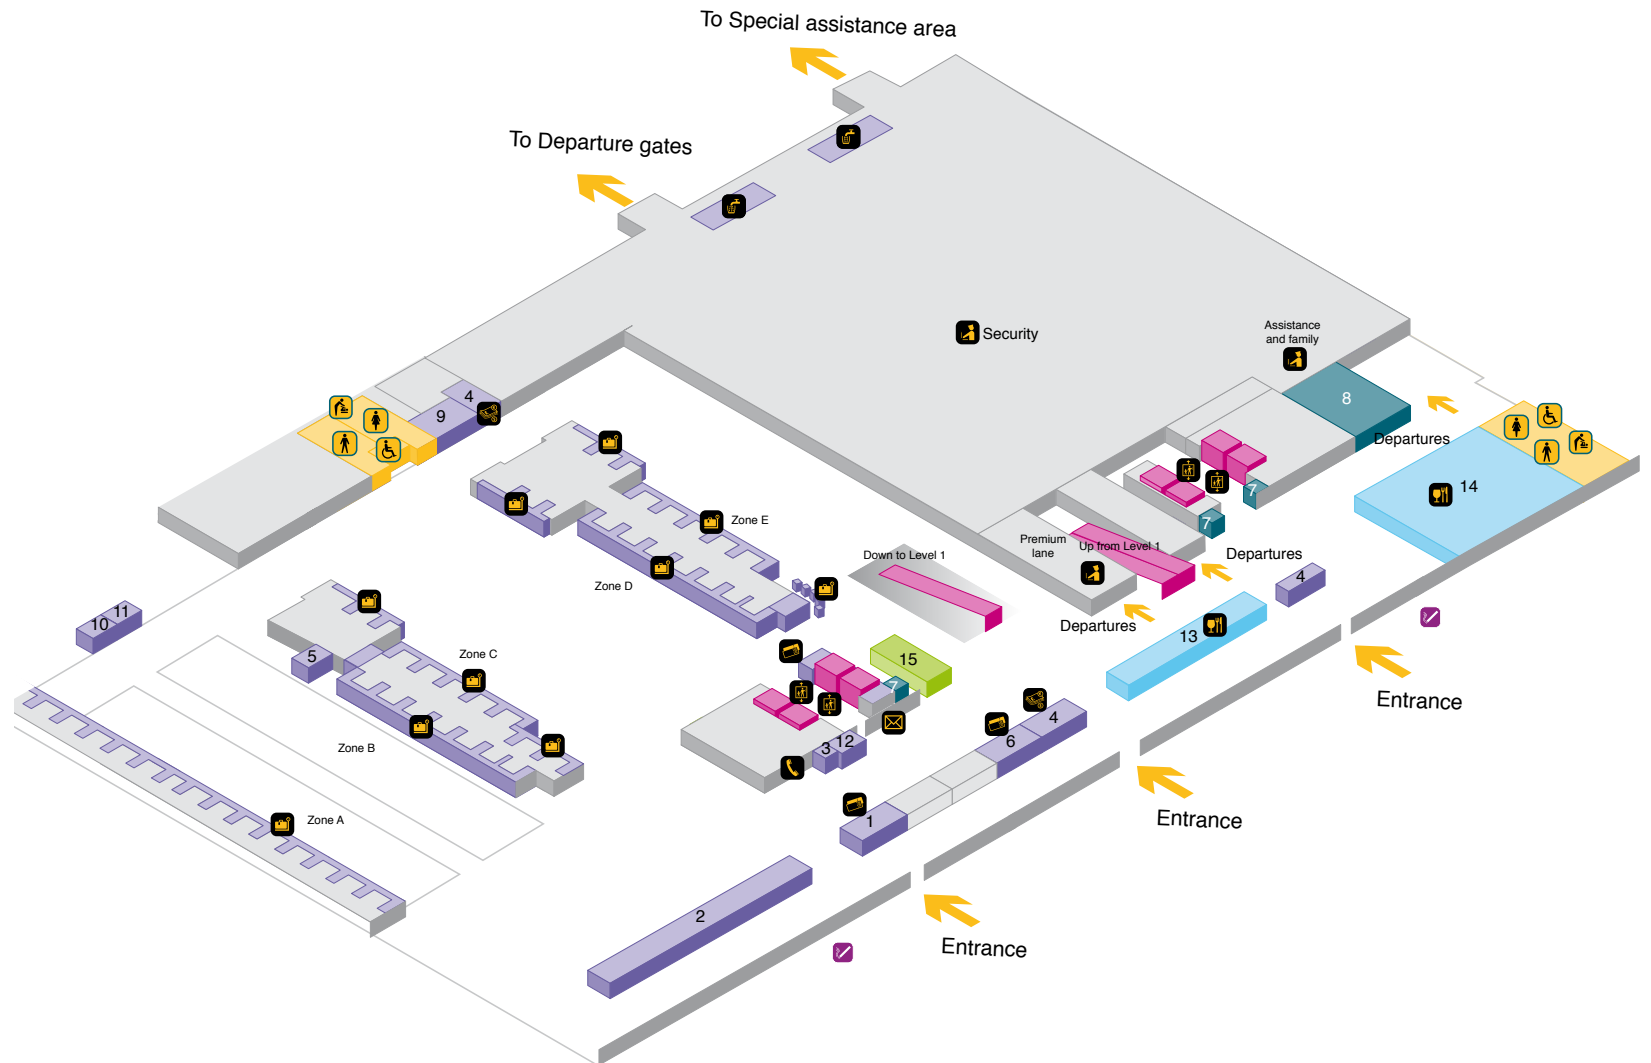 To Special assistance area
To Departure gates
Security
Assistance
and family
8
Departures
4
9
14
7
7
Zone E
Premium
lane
Up from Level 1
Down to Level 1
Departures
Zone D
4
11
10
Departures
13
5
Zone C
15
7
Entrance
4
6
12
3
Zone B
1
Zone A
Entrance
2
Entrance